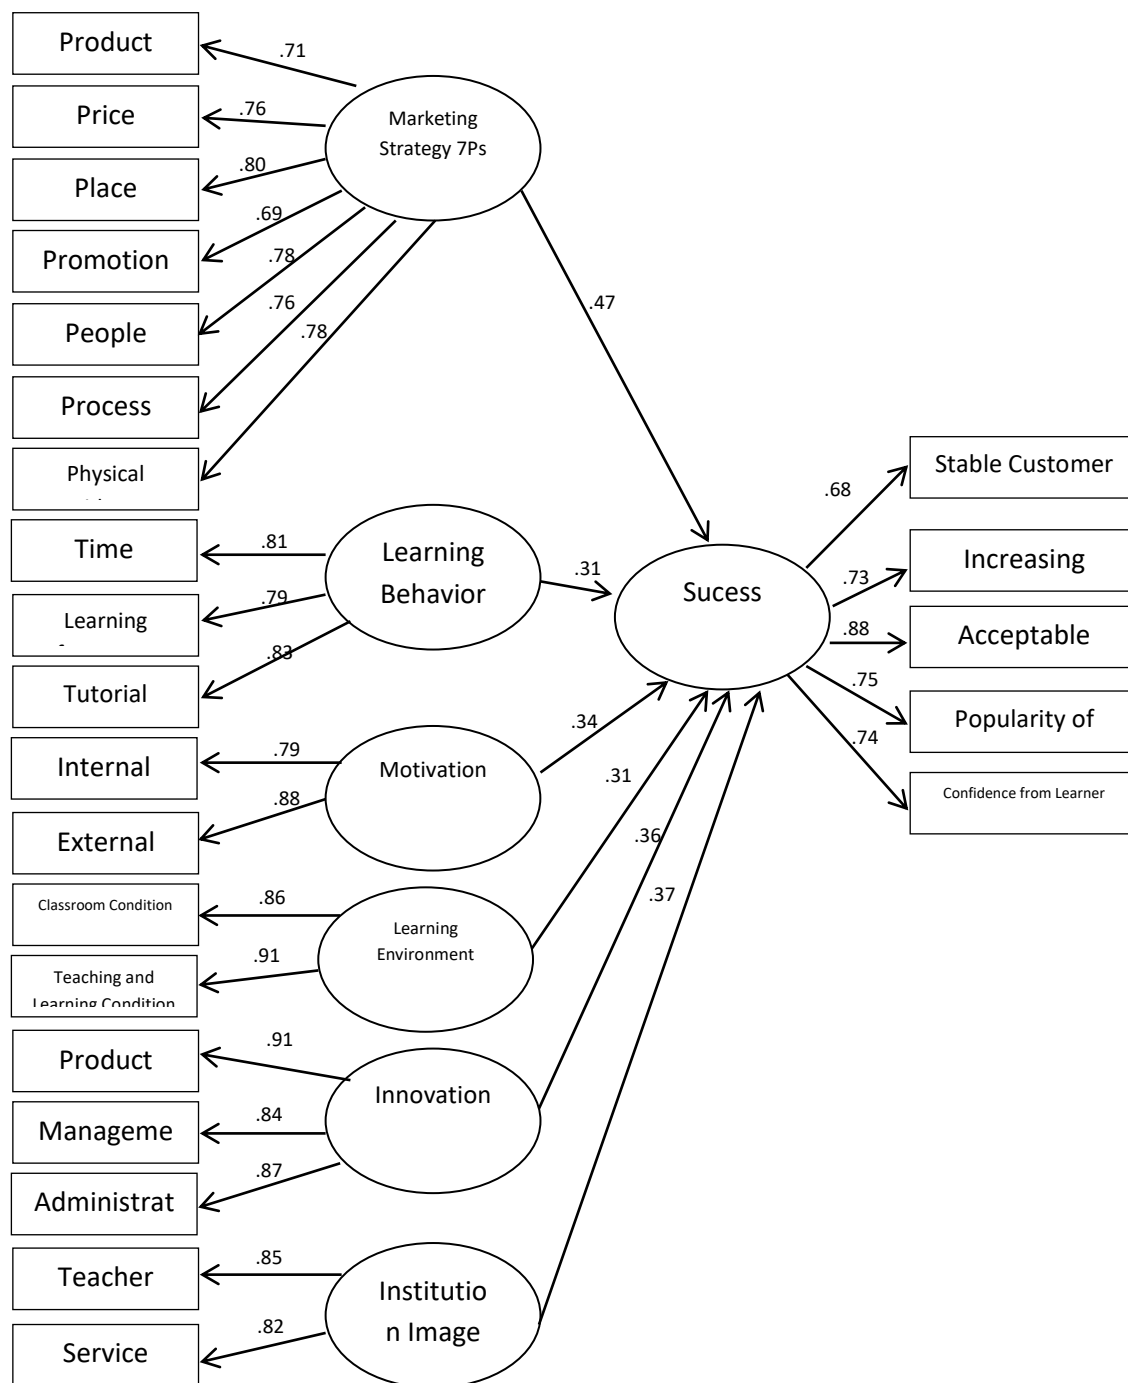 Product
.71
Price
.76
Marketing
Strategy 7Ps
Place
.80
Promotion
.69
People
.78
Process
.76
Physical
.78
.47
Stable Customer
.68
Time
.81
Learning
Behavior
.31
Sucess
Increasing
.73
Learning
.79
Acceptable
.88
Tutorial
.83
Popularity of
.75
Internal
.79
Motivation
.34
.74
Confidence from Learner
External
.88
.31
.36
.37
Classroom Condition
.86
Learning
Environment
Teaching and
Learning Condition
.91
Product
.91
Innovation
Manageme
.84
Administrat
.87
Teacher
.85
Institutio
n Image
Service
.82